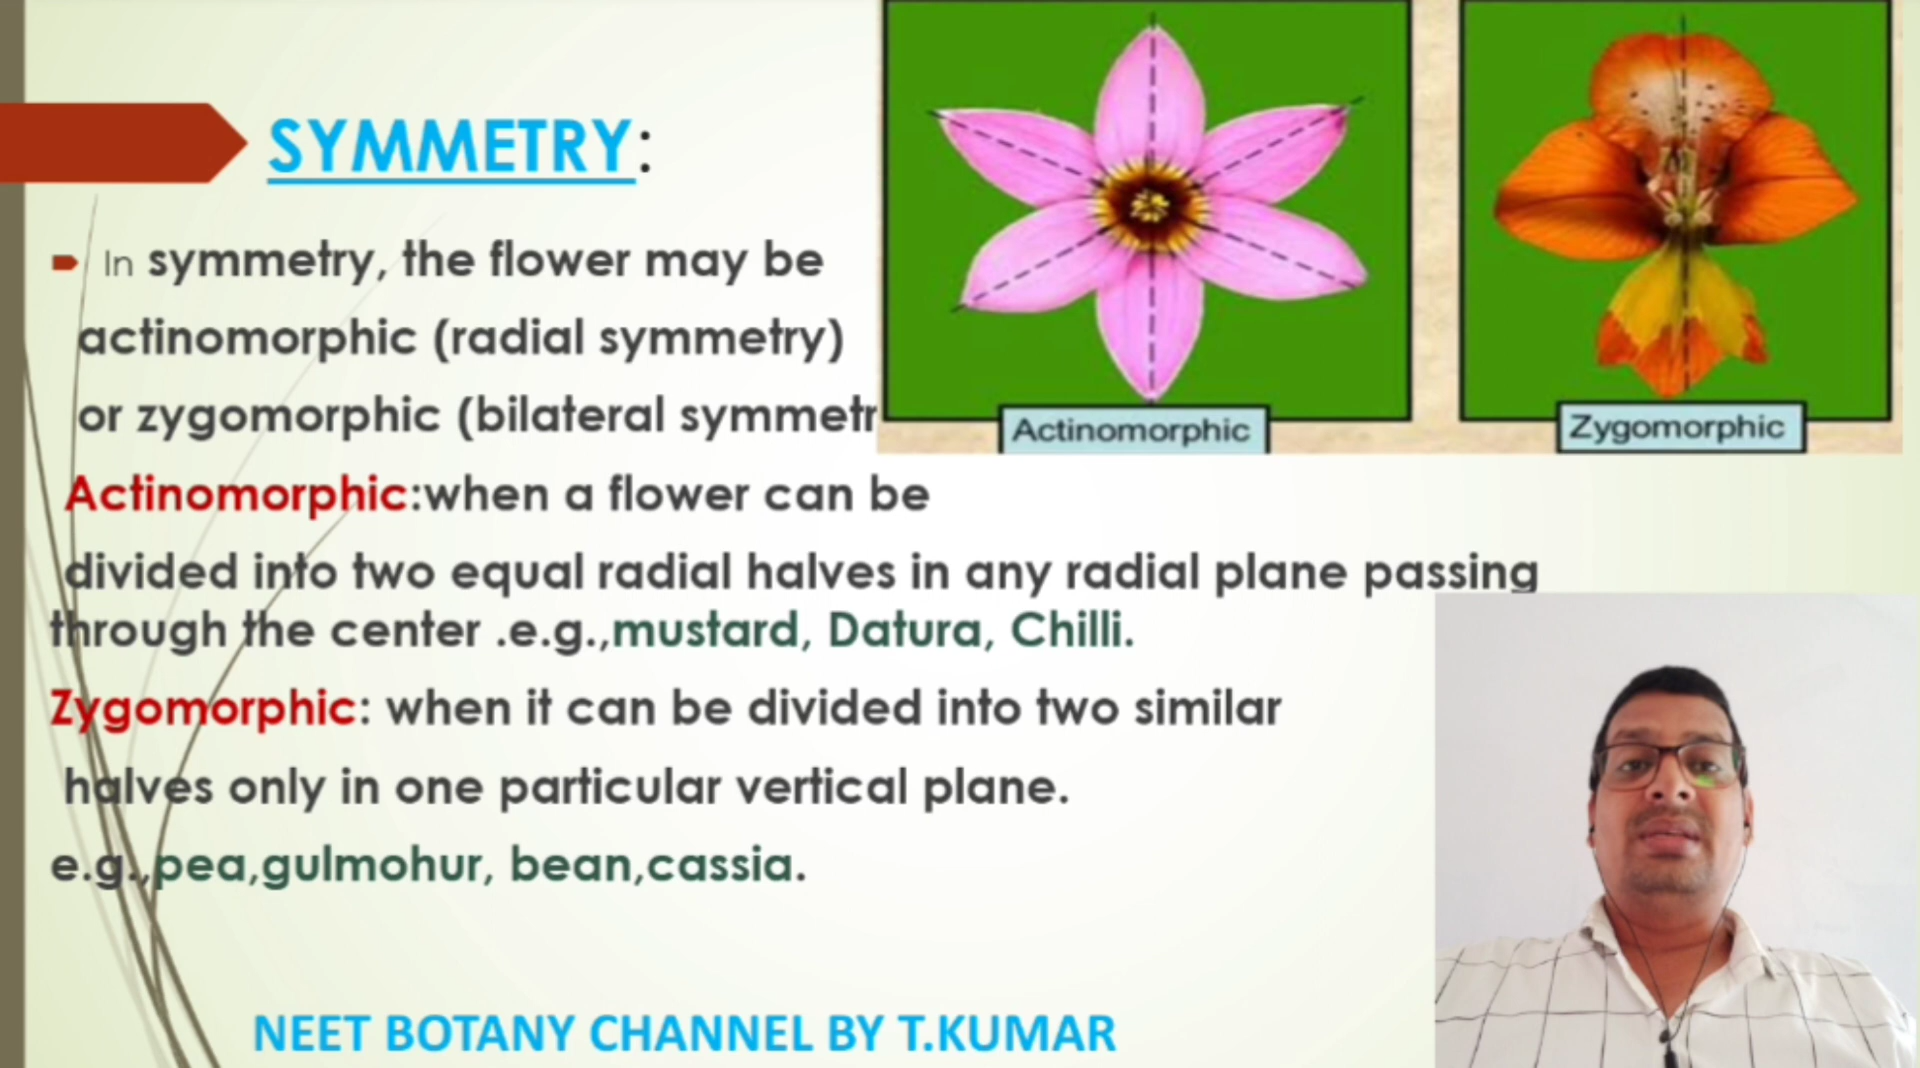 SYMMETRY:
In symmetry, the flower may be
actinomorphic (radial symmetry)
or zygomorphic (bilateral symmetr
Actinomorphic
Zygomorphic
Actinomorphic:when a flower can be
divided into two equal radial halves in any radial plane passing
through the center .e.g.,mustard, Datura, Chilli.
Zygomorphic: when it can be divided into two similar
halves only in one particular vertical plane.
e.g.,pea,gulmohur, bean,cassia.
NEET BOTANY CHANNEL BY T.KUMAR